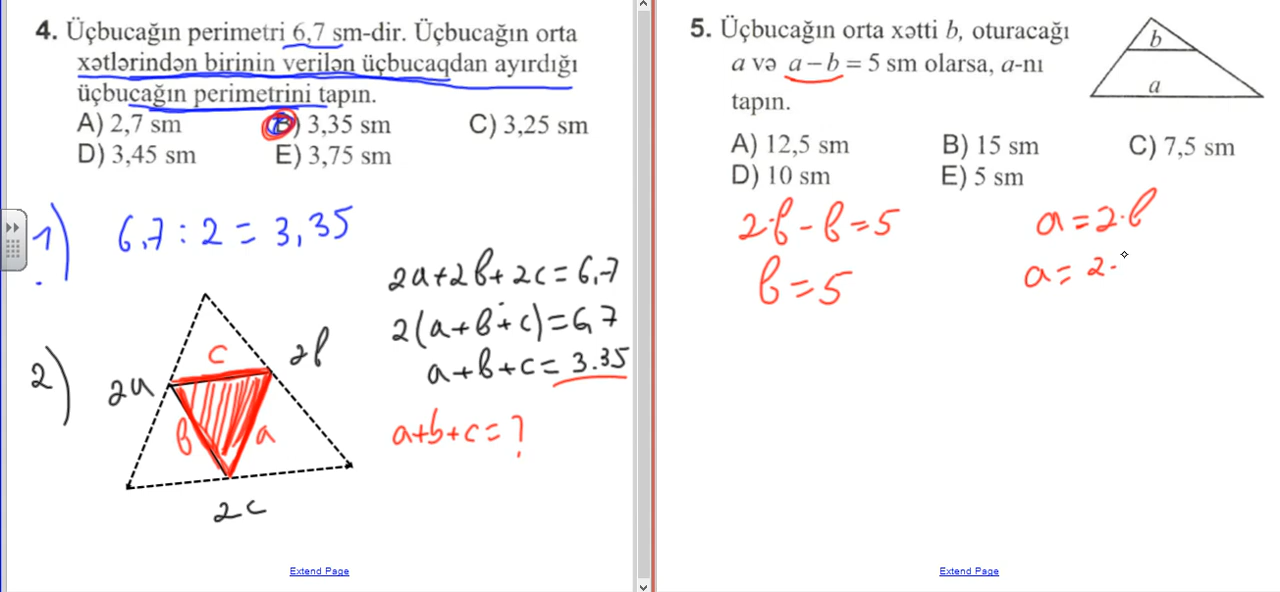 4. Üçbucağın perimetri 6,7 sm-dir. Üçbucağın orta
xətlərindən birinin verilən üçbucaqdan ayırdığı
üçbucağın perimetrini tapın.
A) 2,7 sm B) 3,35 sm C) 3,25 sm
D) 3,45 sm E) 3,75 sm
1) 6,7 : 2 = 3,35
2)
2a
c
2b
b
a
2c
2a+2b+2c=6,7
2(a+b+c)=6,7
a+b+c=3.35
a+b+c=?
Extend Page
5. Üçbucağın orta xətti b, oturacağı
a və a – b = 5 sm olarsa, a-nı
tapın.
b
a
A) 12,5 sm B) 15 sm C) 7,5 sm
D) 10 sm E) 5 sm
2·b - b = 5
b = 5
a = 2·b
a = 2·
Extend Page